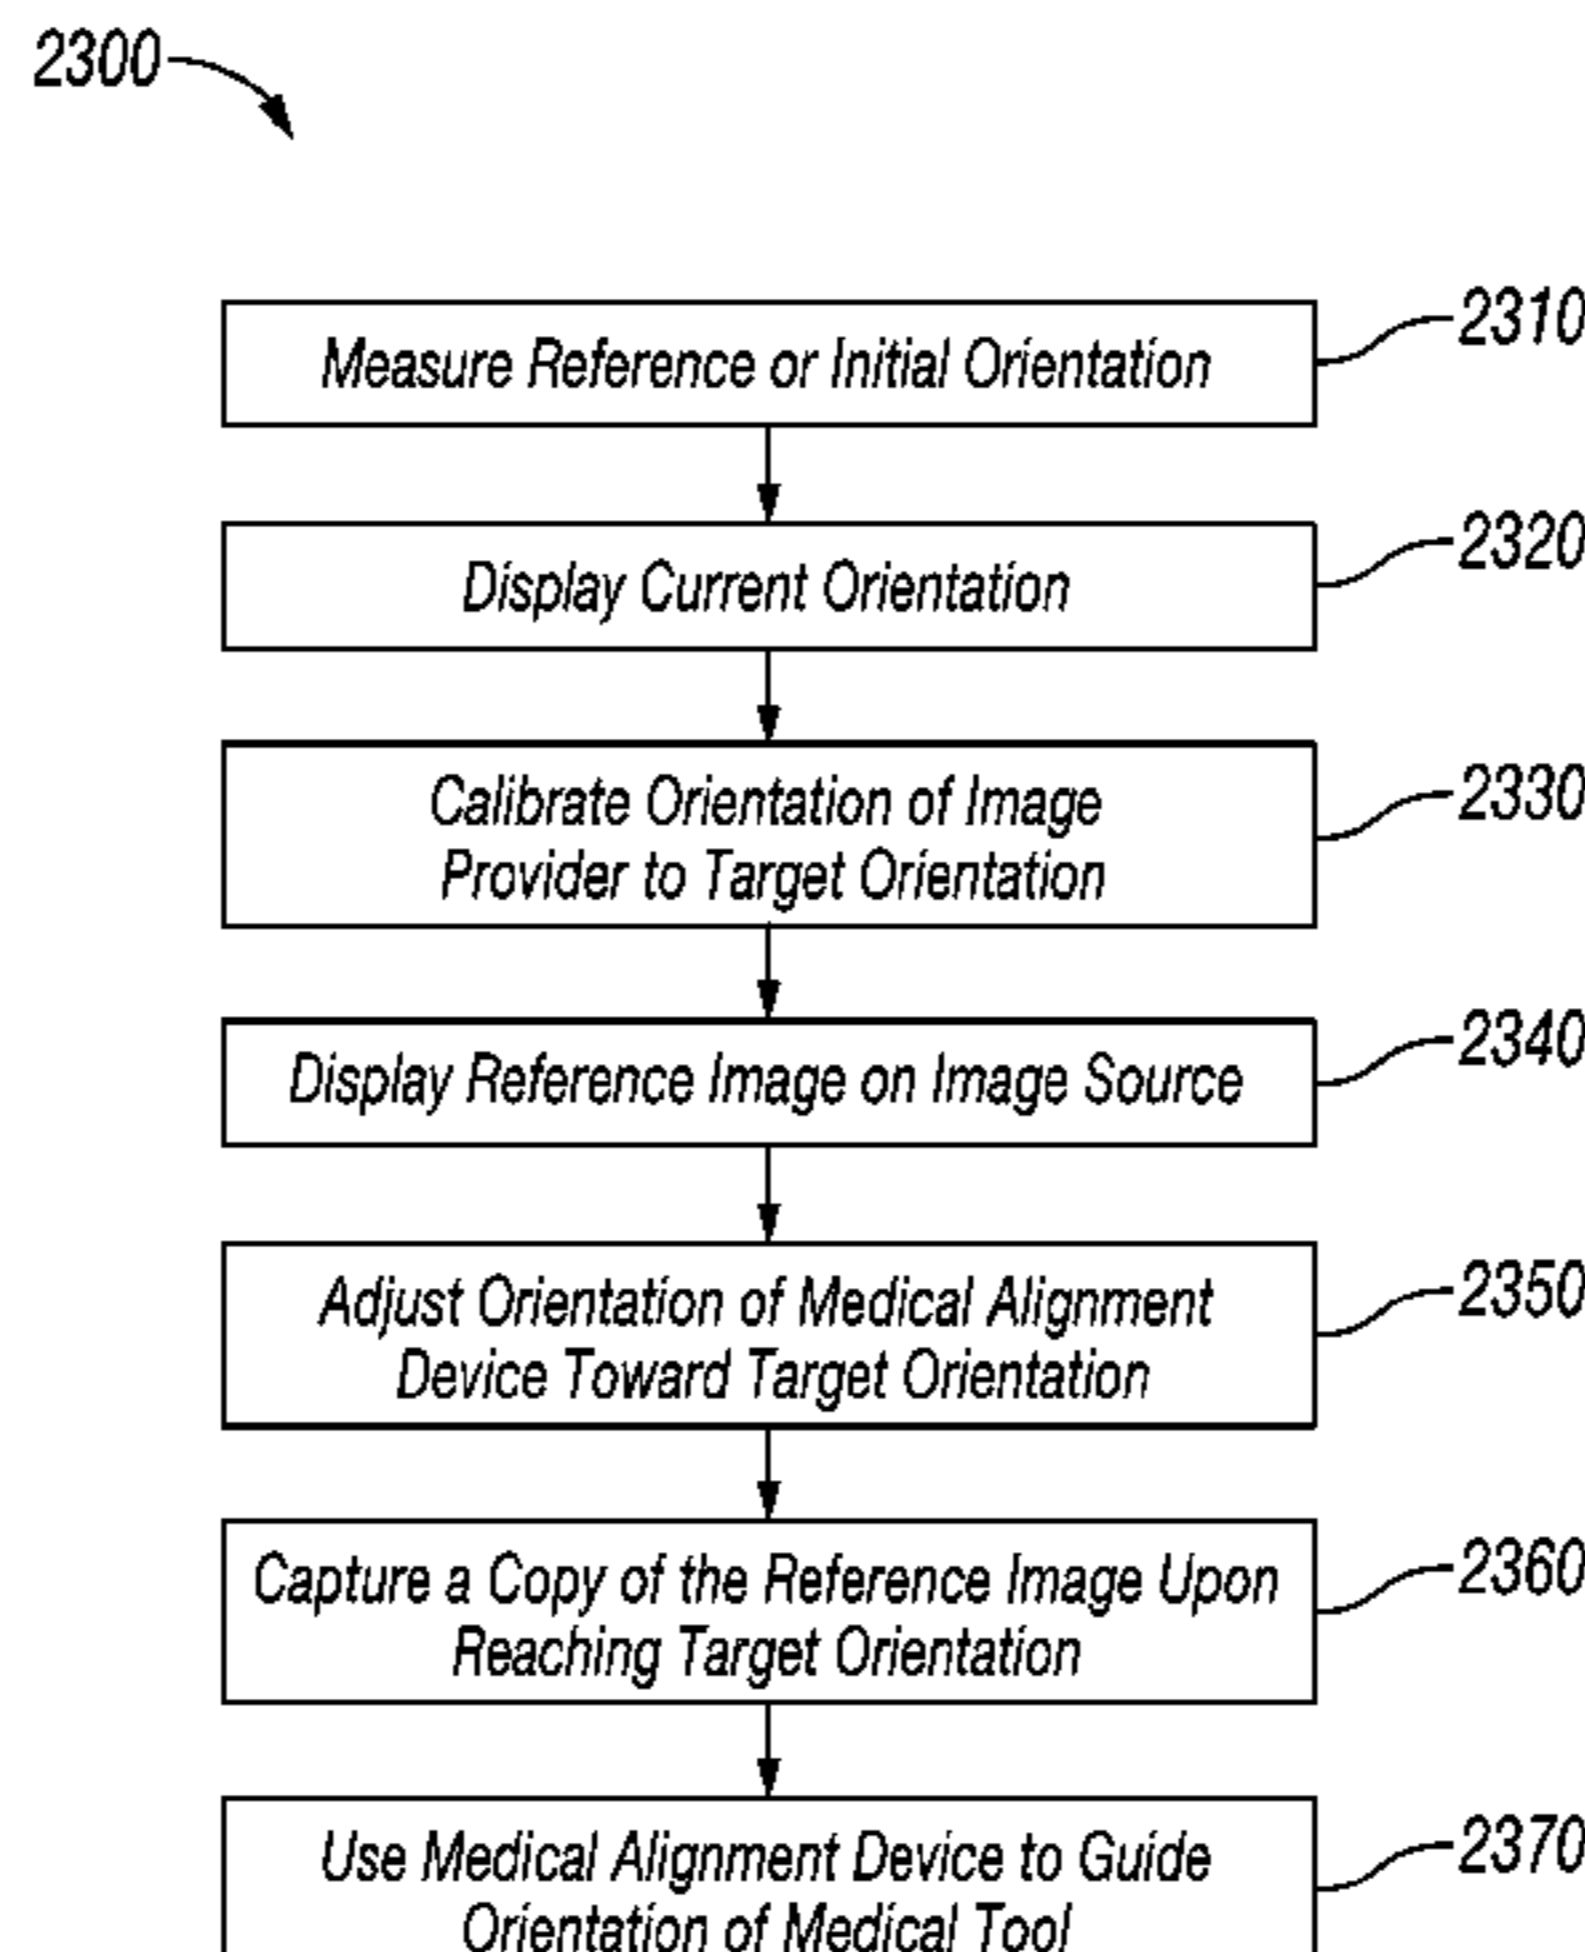 2300
Measure Reference or Initial Orientation
2310
Display Current Orientation
2320
Calibrate Orientation of Image
Provider to Target Orientation
2330
Display Reference Image on Image Source
2340
Adjust Orientation of Medical Alignment
Device Toward Target Orientation
2350
Capture a Copy of the Reference Image Upon
Reaching Target Orientation
2360
Use Medical Alignment Device to Guide
Orientation of Medical Tool
2370